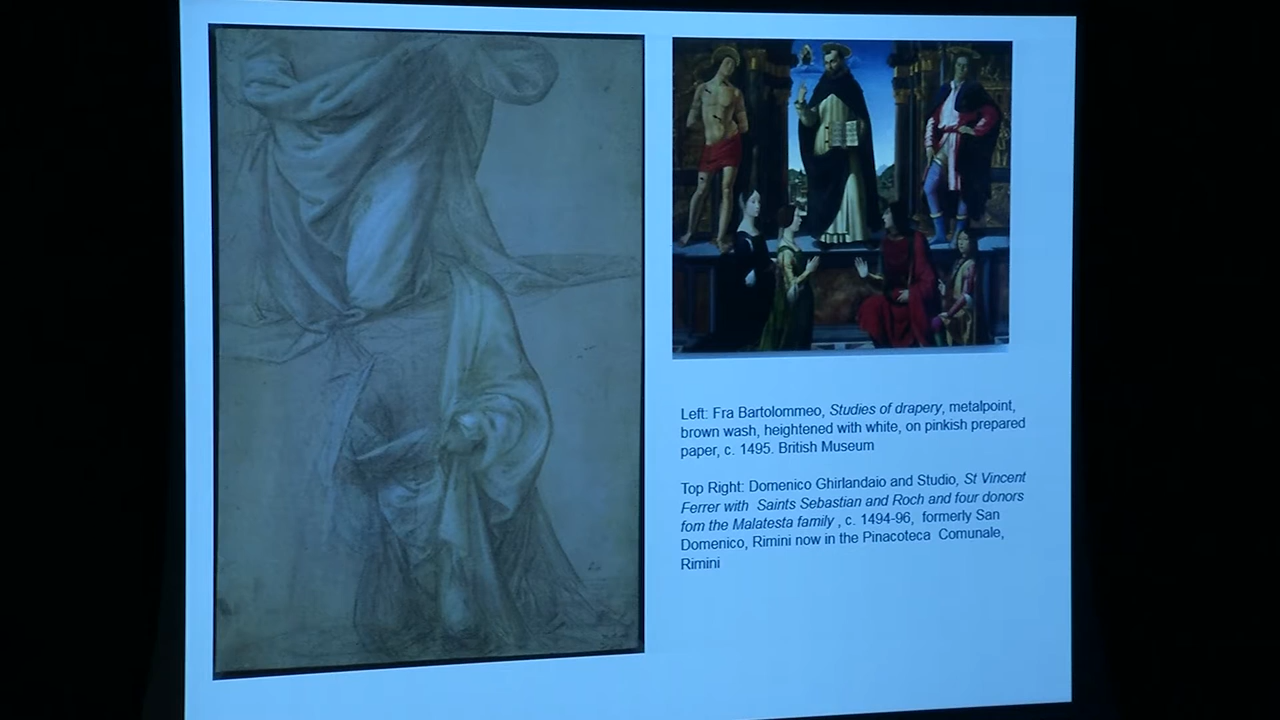 Left: Fra Bartolommeo, Studies of drapery, metalpoint,
brown wash, heightened with white, on pinkish prepared
paper, c. 1495. British Museum
Top Right: Domenico Ghirlandaio and Studio, St Vincent
Ferrer with Saints Sebastian and Roch and four donors
fom the Malatesta family , c. 1494-96, formerly San
Domenico, Rimini now in the Pinacoteca Comunale,
Rimini